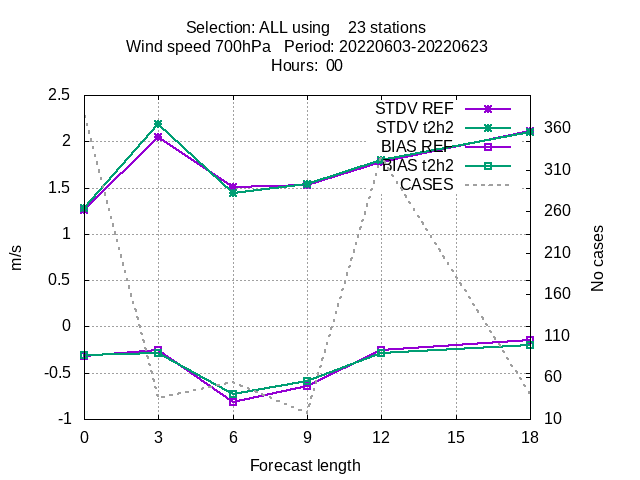 Selection: ALL using    23 stations
Wind speed 700hPa   Period: 20220603-20220623
Hours:  00
STDV REF
STDV t2h2
BIAS REF
BIAS t2h2
CASES
2.5
2
1.5
1
0.5
0
-0.5
-1
m/s
360
310
260
210
160
110
60
10
No cases
0 3 6 9 12 15 18
Forecast length